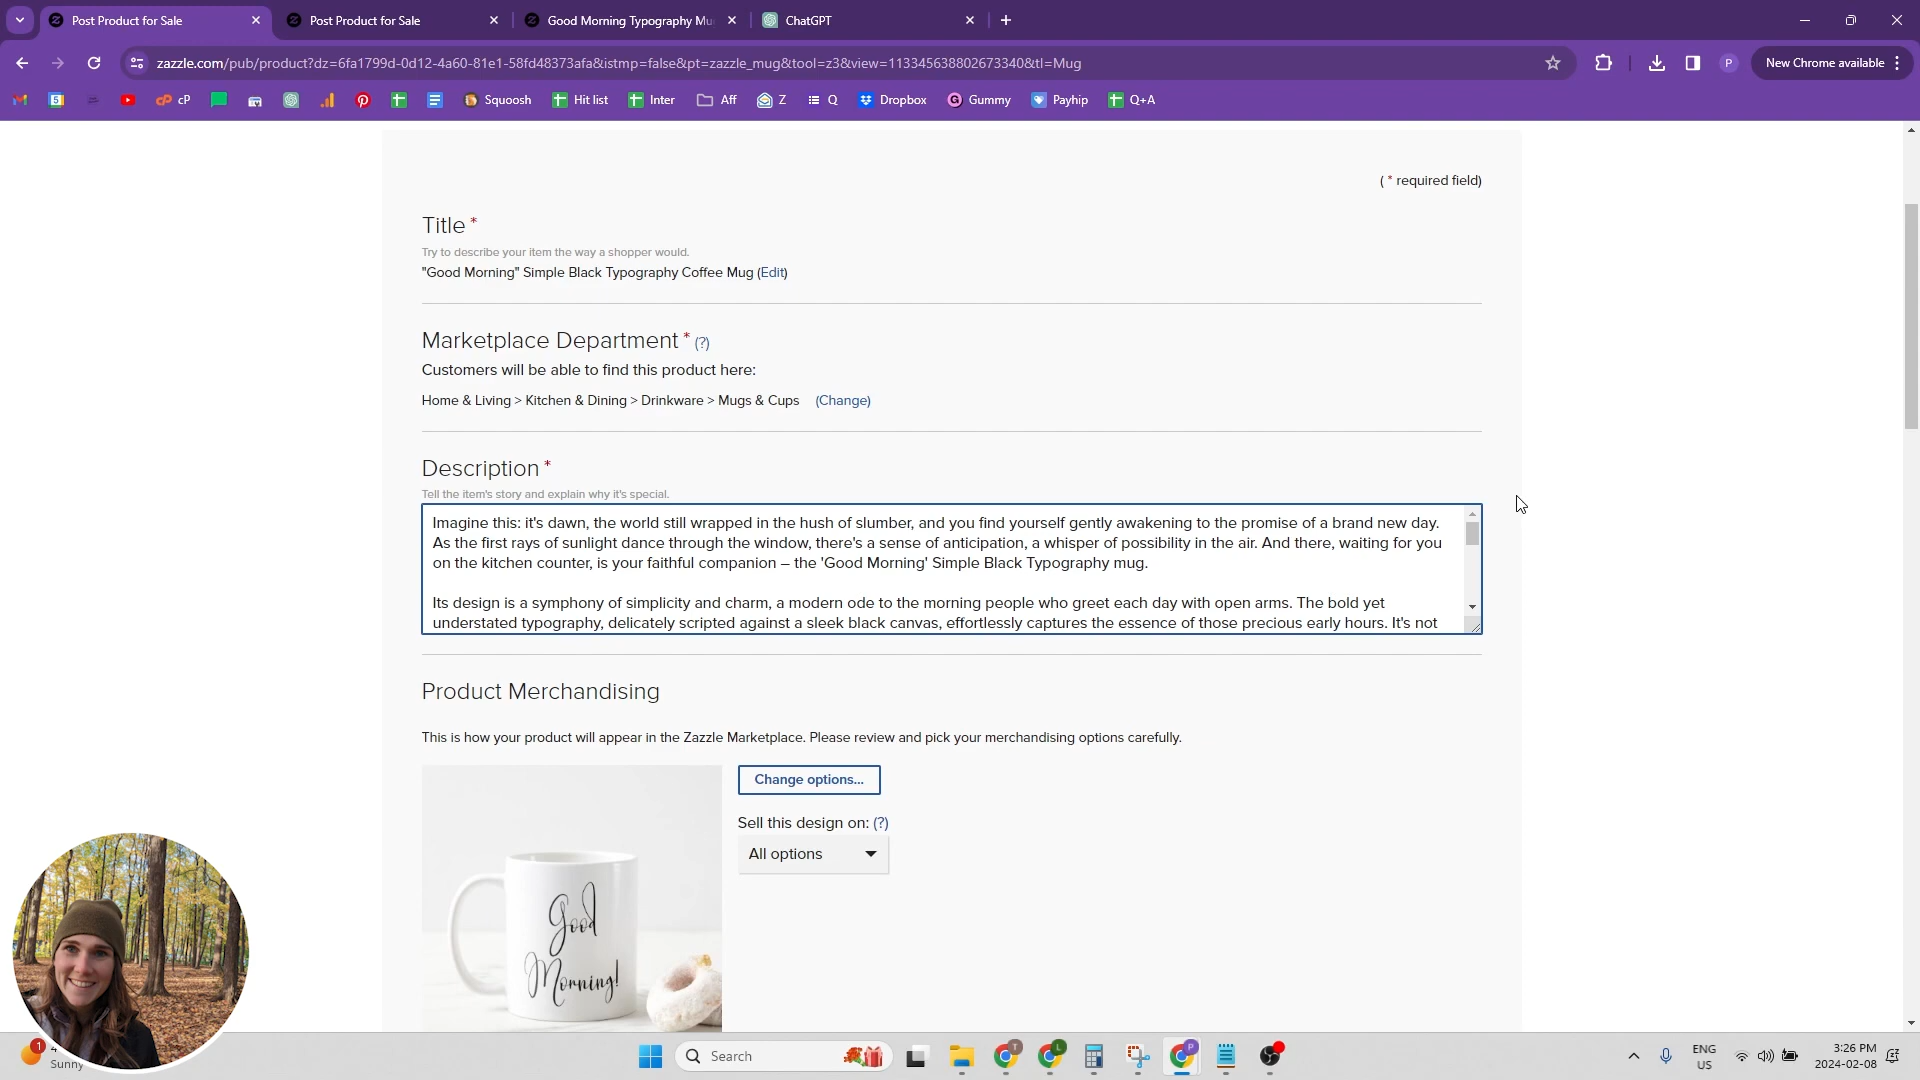 Post Product for Sale
Post Product for Sale
Good Morning Typography Mu
ChatGPT
zazzle.com/pub/product?dz=6fa1799d-0d12-4a60-81e1-58fd48373afa&istmp=false&pt=zazzle_mug&tool=z3&view=113345638802673340&tl=Mug
P
New Chrome available
cP
Squoosh
Hit list
Inter
Aff
Z
Q
Dropbox
Gummy
Payhip
Q+A
( * required field)
Title *
Try to describe your item the way a shopper would.
"Good Morning" Simple Black Typography Coffee Mug (Edit)
Marketplace Department * (?)
Customers will be able to find this product here:
Home & Living > Kitchen & Dining > Drinkware > Mugs & Cups (Change)
Description *
Tell the item's story and explain why it's special.
Imagine this: it's dawn, the world still wrapped in the hush of slumber, and you find yourself gently awakening to the promise of a brand new day.
As the first rays of sunlight dance through the window, there's a sense of anticipation, a whisper of possibility in the air. And there, waiting for you
on the kitchen counter, is your faithful companion – the 'Good Morning' Simple Black Typography mug.
Its design is a symphony of simplicity and charm, a modern ode to the morning people who greet each day with open arms. The bold yet
understated typography, delicately scripted against a sleek black canvas, effortlessly captures the essence of those precious early hours. It's not
Product Merchandising
This is how your product will appear in the Zazzle Marketplace. Please review and pick your merchandising options carefully.
Change options...
Sell this design on: (?)
All options
Good
Morning!
1
Sunny
Search
T
L
P
ENG
US
3:26 PM
2024-02-08